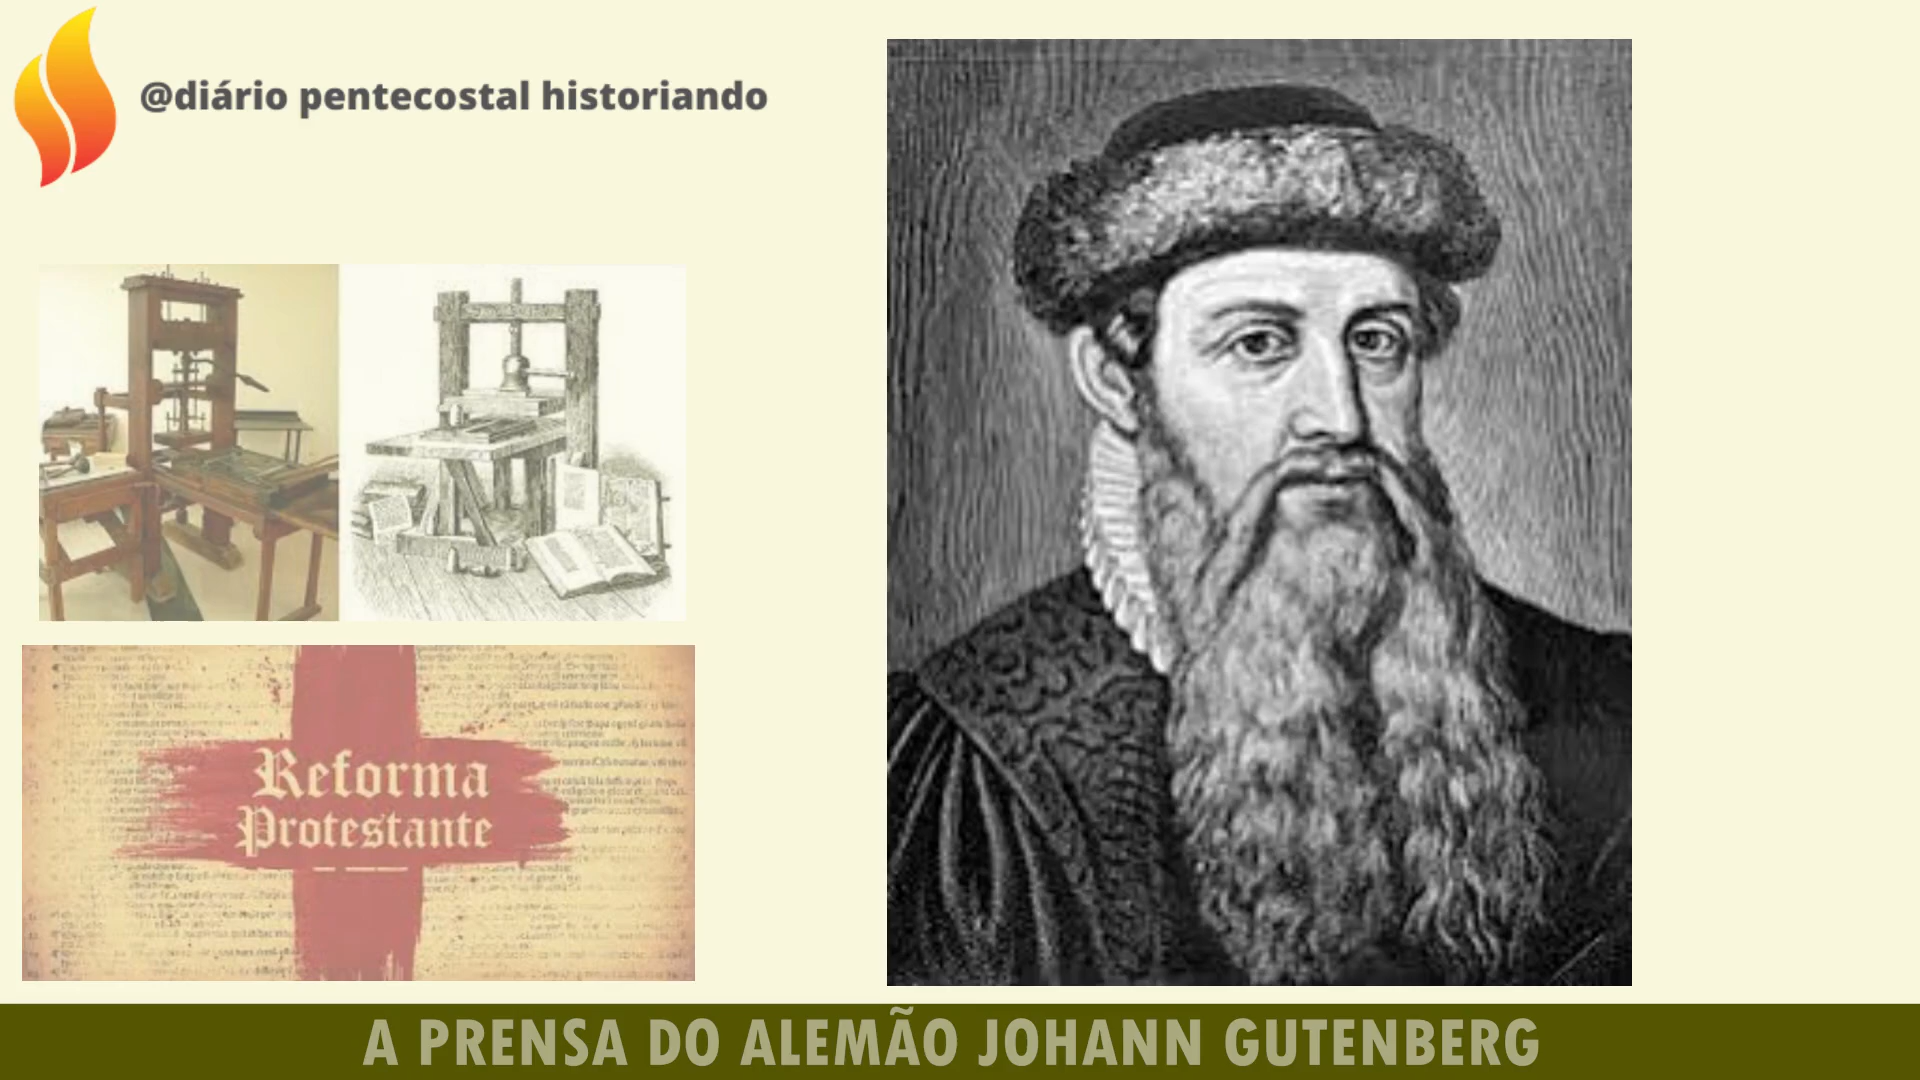 @diário pentecostal historiando
Reforma
Protestante
A PRENSA DO ALEMÃO JOHANN GUTENBERG